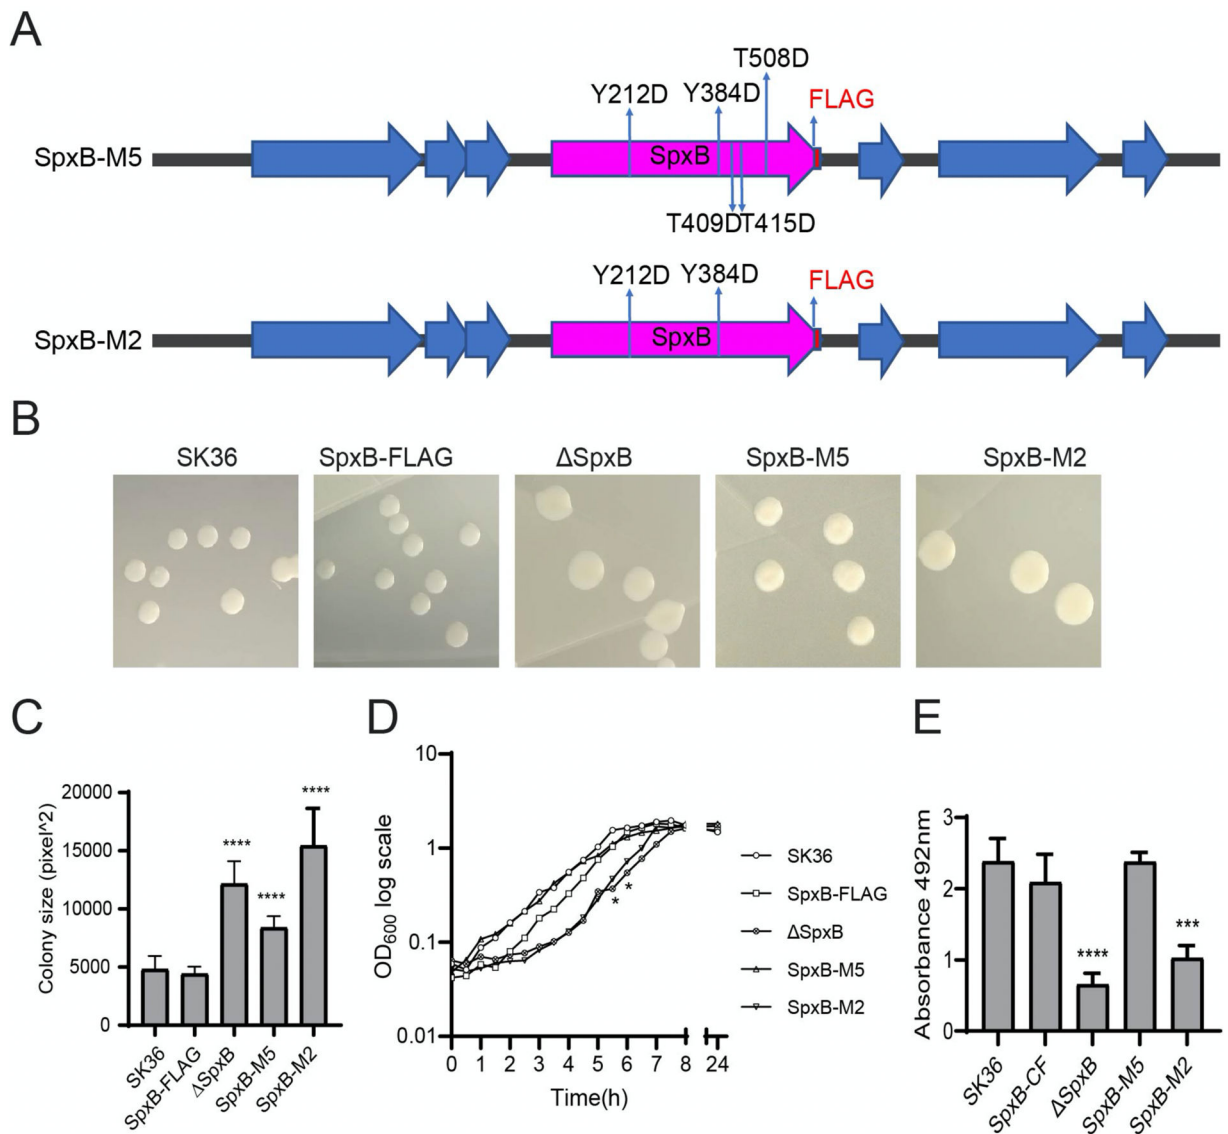 A
T508D
Y212D Y384D FLAG
SpxB-M5
SpxB
T409D T415D
Y212D Y384D FLAG
SpxB-M2
SpxB
B
SK36 SpxB-FLAG ΔSpxB SpxB-M5 SpxB-M2
C
Colony size (pixel^2)
20000
15000
10000
5000
0
****
****
****
SK36
SpxB-FLAG
ΔSpxB
SpxB-M5
SpxB-M2
D
OD600 log scale
10
1
0.1
0.01
*
*
0 1 2 3 4 5 6 7 8 24
Time(h)
SK36
SpxB-FLAG
ΔSpxB
SpxB-M5
SpxB-M2
E
Absorbance 492nm
3
2
1
0
****
***
SK36
SpxB-CF
ΔSpxB
SpxB-M5
SpxB-M2